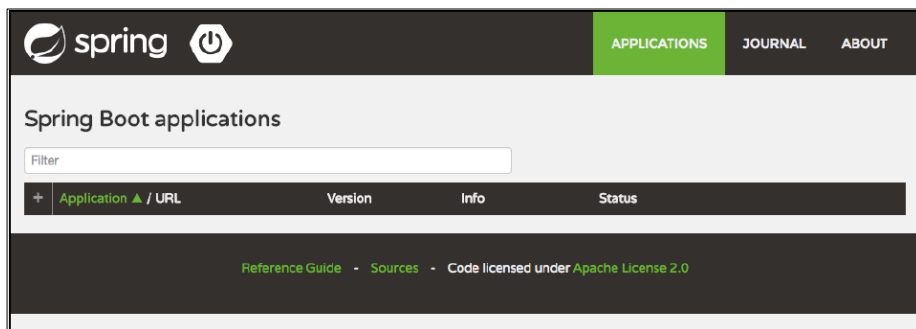 spring APPLICATIONS JOURNAL ABOUT
Spring Boot applications
Filter
+ Application ▲ / URL Version Info Status
Reference Guide - Sources - Code licensed under Apache License 2.0